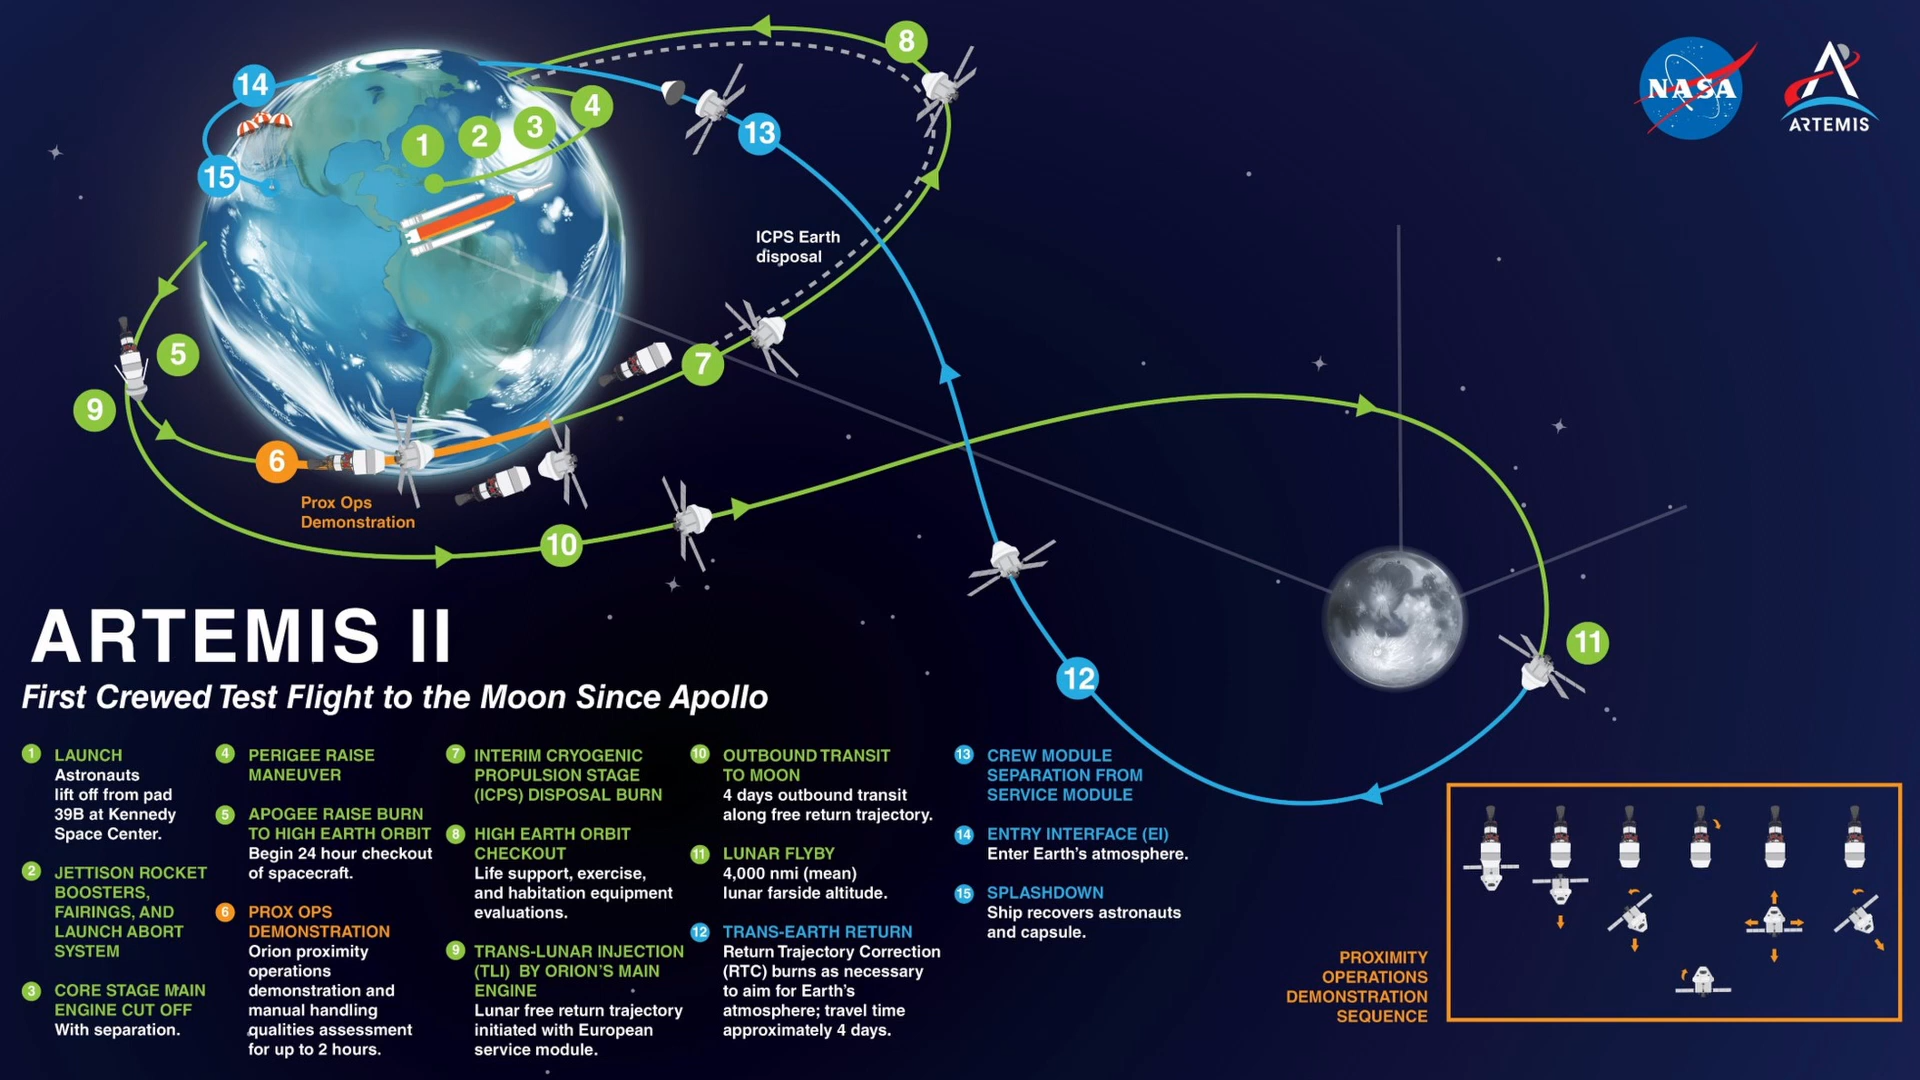 14
8
NASA
ARTEMIS
4
3
2
1
13
15
ICPS Earth
disposal
5
7
9
6
Prox Ops
Demonstration
10
11
12
ARTEMIS II
First Crewed Test Flight to the Moon Since Apollo
1 LAUNCH
Astronauts
lift off from pad
39B at Kennedy
Space Center.
2 JETTISON ROCKET
BOOSTERS,
FAIRINGS, AND
LAUNCH ABORT
SYSTEM
3 CORE STAGE MAIN
ENGINE CUT OFF
With separation.
4 PERIGEE RAISE
MANEUVER
5 APOGEE RAISE BURN
TO HIGH EARTH ORBIT
Begin 24 hour checkout
of spacecraft.
6 PROX OPS
DEMONSTRATION
Orion proximity
operations
demonstration and
manual handling
qualities assessment
for up to 2 hours.
7 INTERIM CRYOGENIC
PROPULSION STAGE
(ICPS) DISPOSAL BURN
8 HIGH EARTH ORBIT
CHECKOUT
Life support, exercise,
and habitation equipment
evaluations.
9 TRANS-LUNAR INJECTION
(TLI) BY ORION'S MAIN
ENGINE
Lunar free return trajectory
initiated with European
service module.
10 OUTBOUND TRANSIT
TO MOON
4 days outbound transit
along free return trajectory.
11 LUNAR FLYBY
4,000 nmi (mean)
lunar farside altitude.
12 TRANS-EARTH RETURN
Return Trajectory Correction
(RTC) burns as necessary
to aim for Earth's
atmosphere; travel time
approximately 4 days.
13 CREW MODULE
SEPARATION FROM
SERVICE MODULE
14 ENTRY INTERFACE (EI)
Enter Earth's atmosphere.
15 SPLASHDOWN
Ship recovers astronauts
and capsule.
PROXIMITY
OPERATIONS
DEMONSTRATION
SEQUENCE